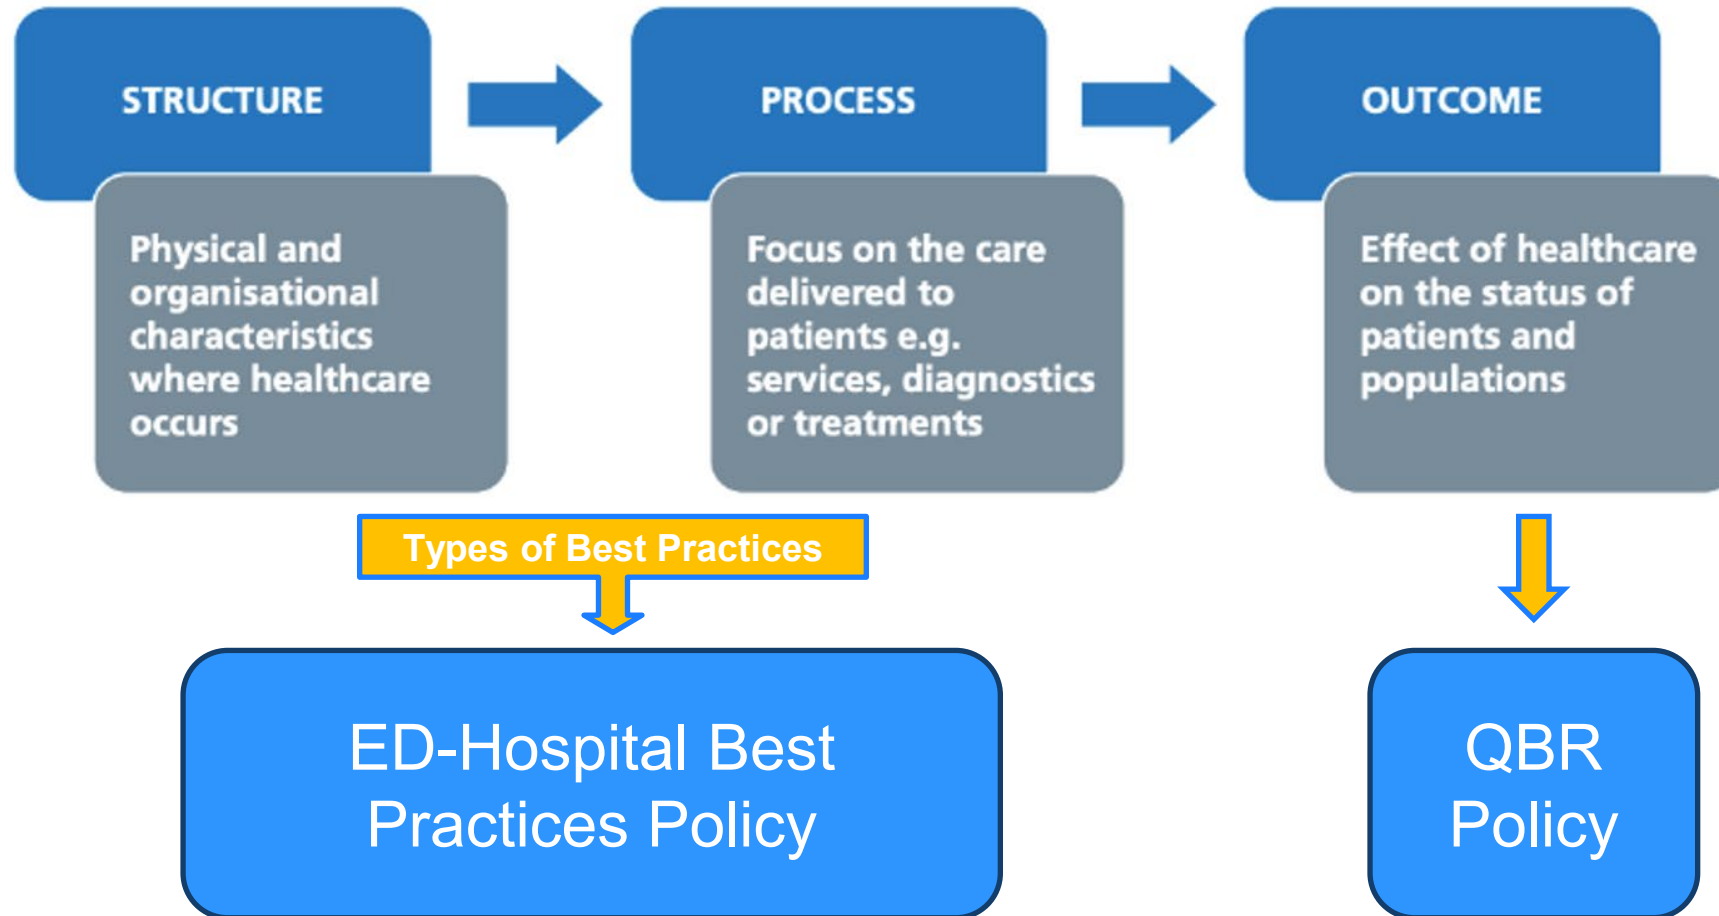 STRUCTURE
PROCESS
OUTCOME
Physical and
organisational
characteristics
where healthcare
occurs
Focus on the care
delivered to
patients e.g.
services, diagnostics
or treatments
Effect of healthcare
on the status of
patients and
populations
Types of Best Practices
ED-Hospital Best
Practices Policy
QBR
Policy